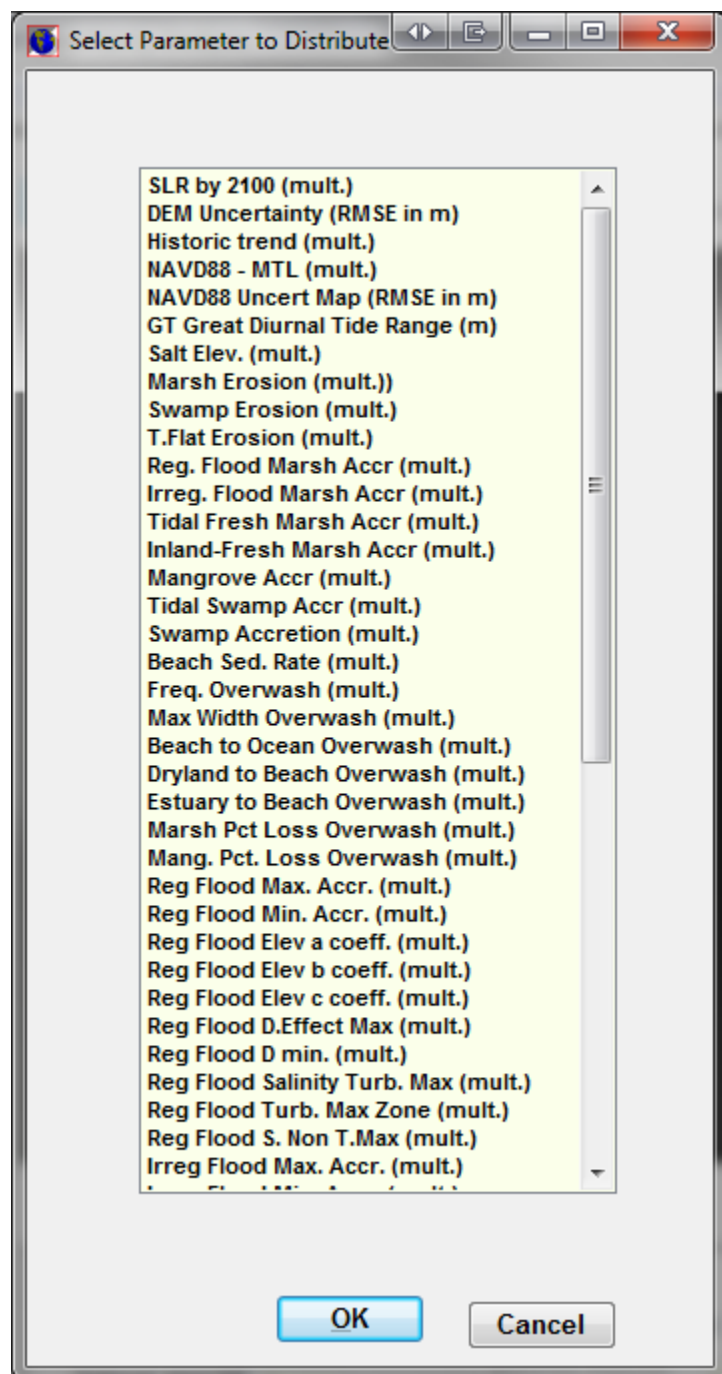 Select Parameter to Distribute
SLR by 2100 (mult.)
DEM Uncertainty (RMSE in m)
Historic trend (mult.)
NAVD88 - MTL (mult.)
NAVD88 Uncert Map (RMSE in m)
GT Great Diurnal Tide Range (m)
Salt Elev. (mult.)
Marsh Erosion (mult.))
Swamp Erosion (mult.)
T.Flat Erosion (mult.)
Reg. Flood Marsh Accr (mult.)
Irreg. Flood Marsh Accr (mult.)
Tidal Fresh Marsh Accr (mult.)
Inland-Fresh Marsh Accr (mult.)
Mangrove Accr (mult.)
Tidal Swamp Accr (mult.)
Swamp Accretion (mult.)
Beach Sed. Rate (mult.)
Freq. Overwash (mult.)
Max Width Overwash (mult.)
Beach to Ocean Overwash (mult.)
Dryland to Beach Overwash (mult.)
Estuary to Beach Overwash (mult.)
Marsh Pct Loss Overwash (mult.)
Mang. Pct. Loss Overwash (mult.)
Reg Flood Max. Accr. (mult.)
Reg Flood Min. Accr. (mult.)
Reg Flood Elev a coeff. (mult.)
Reg Flood Elev b coeff. (mult.)
Reg Flood Elev c coeff. (mult.)
Reg Flood D.Effect Max (mult.)
Reg Flood D min. (mult.)
Reg Flood Salinity Turb. Max (mult.)
Reg Flood Turb. Max Zone (mult.)
Reg Flood S. Non T.Max (mult.)
Irreg Flood Max. Accr. (mult.)
OK
Cancel